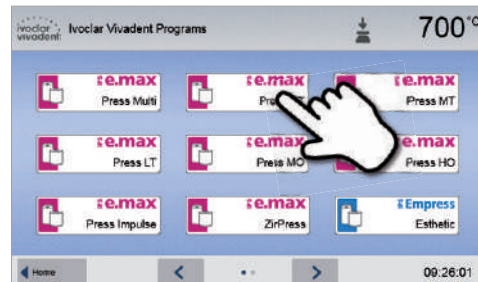 ivoclar vivadent Ivoclar Vivadent Programs 700°C
e.max e.max e.max
Press Multi Press MT
e.max e.max e.max
Press LT Press MO Press HO
e.max e.max Empress
Press Impulse ZirPress Esthetic
Home 09:26:01